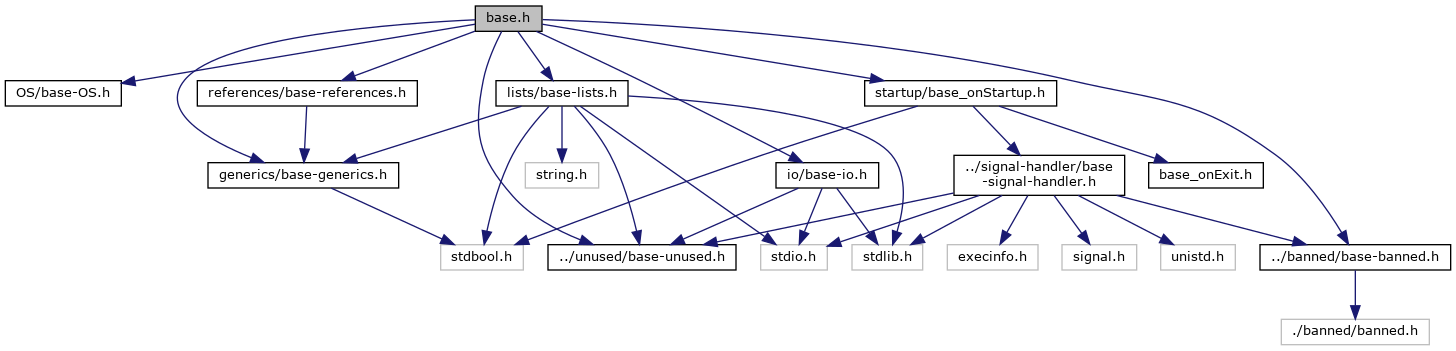 base.h
OS/base-OS.h
references/base-references.h
lists/base-lists.h
startup/base_onStartup.h
generics/base-generics.h
string.h
io/base-io.h
../signal-handler/base
-signal-handler.h
base_onExit.h
stdbool.h
../unused/base-unused.h
stdio.h
stdlib.h
execinfo.h
signal.h
unistd.h
../banned/base-banned.h
./banned/banned.h